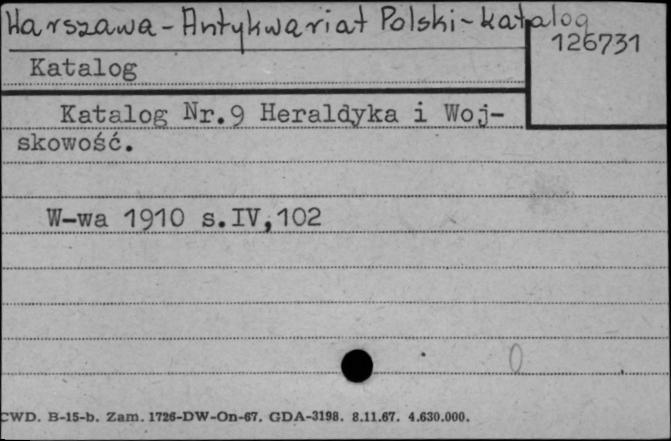 Warszawa - Antykwariat Polski - katalog
126731
Katalog
Katalog Nr.9 Heraldyka i Woj-
skowość.
W-wa 1910 s.IV,102
0
CWD. B-15-b. Zam. 1726-DW-On-67. GDA-3198. 8.11.67. 4.630.000.